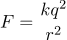 F = kq² / r²